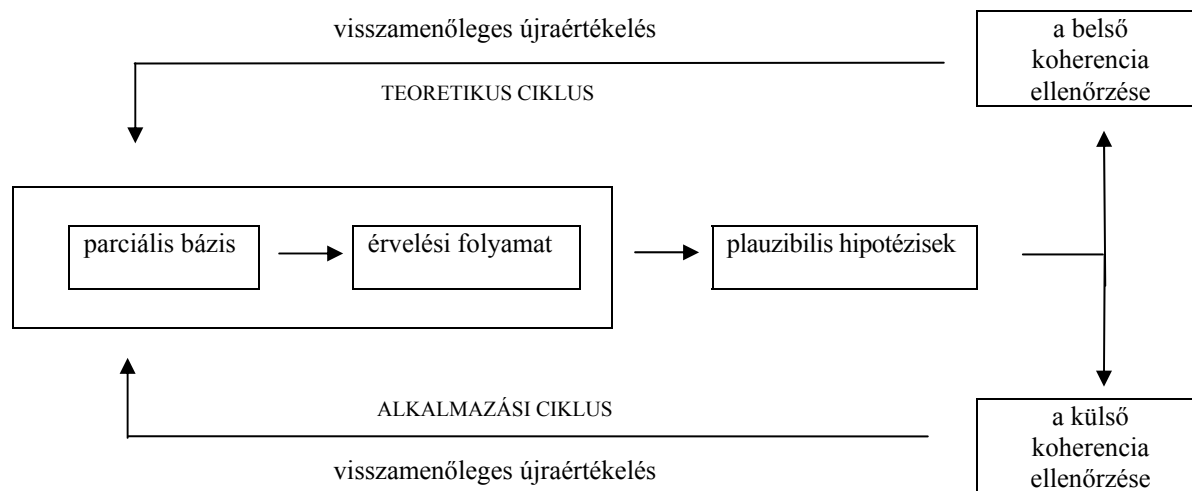 visszamenőleges újraértékelés
a belső
koherencia
ellenőrzése
TEORETIKUS CIKLUS
parciális bázis
érvelési folyamat
plauzibilis hipotézisek
ALKALMAZÁSI CIKLUS
a külső
koherencia
ellenőrzése
visszamenőleges újraértékelés